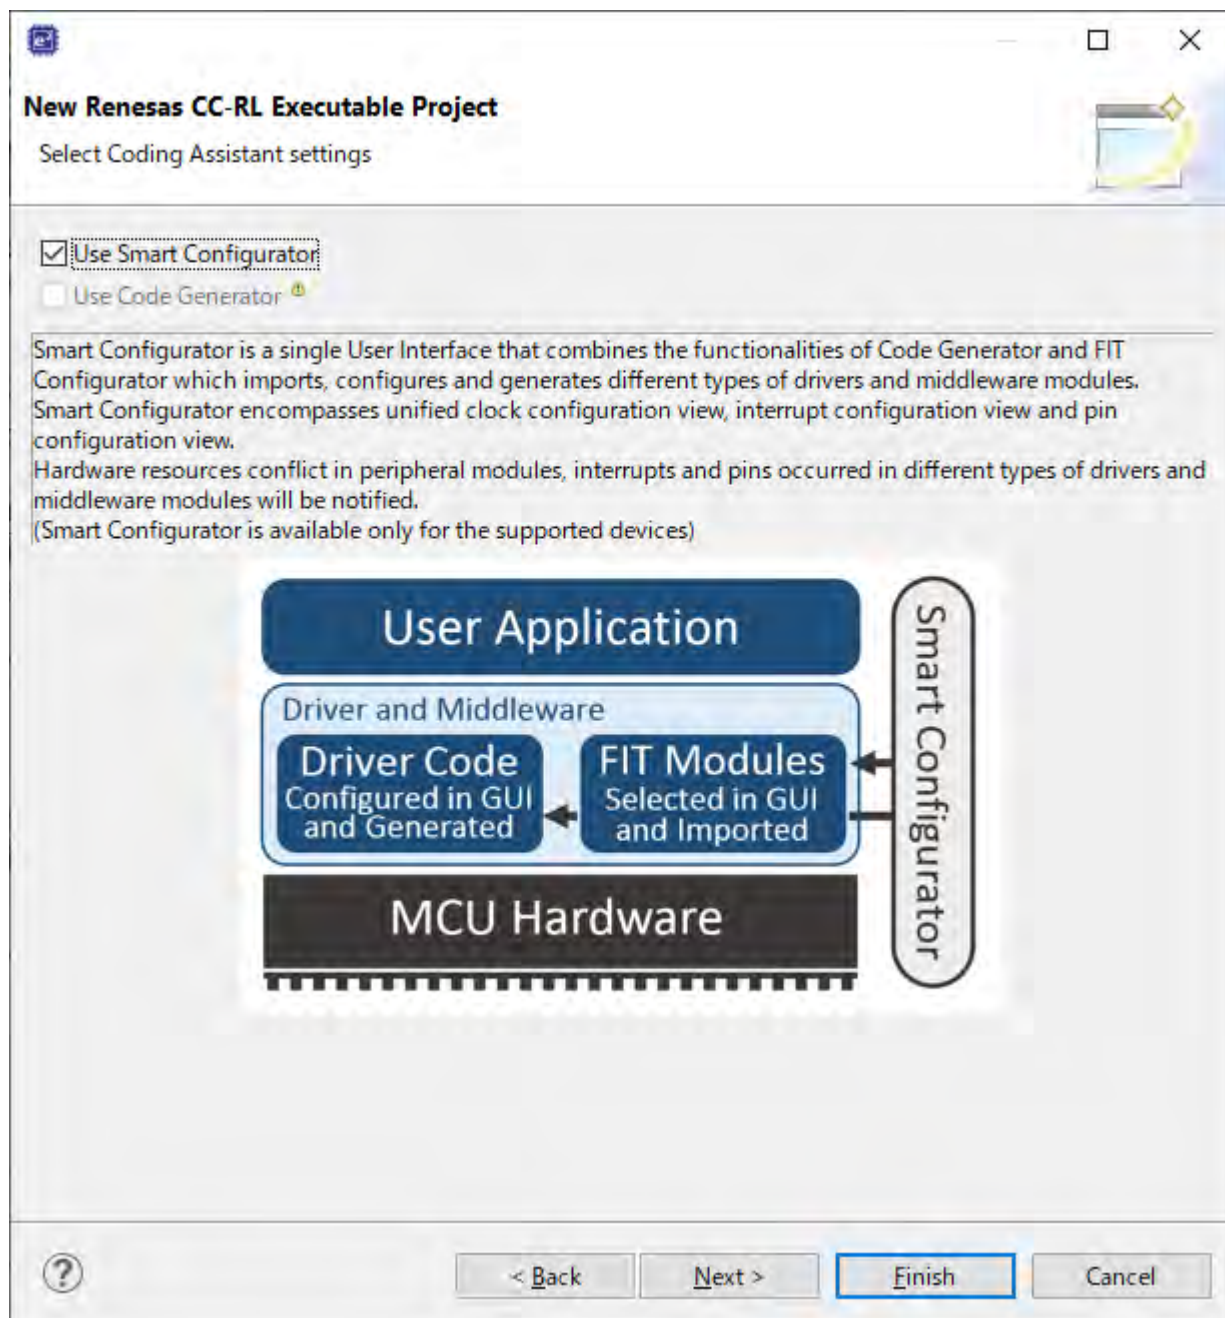 New Renesas CC-RL Executable Project
Select Coding Assistant settings
Use Smart Configurator
Use Code Generator
Smart Configurator is a single User Interface that combines the functionalities of Code Generator and FIT
Configurator which imports, configures and generates different types of drivers and middleware modules.
Smart Configurator encompasses unified clock configuration view, interrupt configuration view and pin
configuration view.
Hardware resources conflict in peripheral modules, interrupts and pins occurred in different types of drivers and
middleware modules will be notified.
(Smart Configurator is available only for the supported devices)
User Application
Driver and Middleware
Driver Code
Configured in GUI
and Generated
FIT Modules
Selected in GUI
and Imported
MCU Hardware
Smart Configurator
?
< Back
Next >
Finish
Cancel